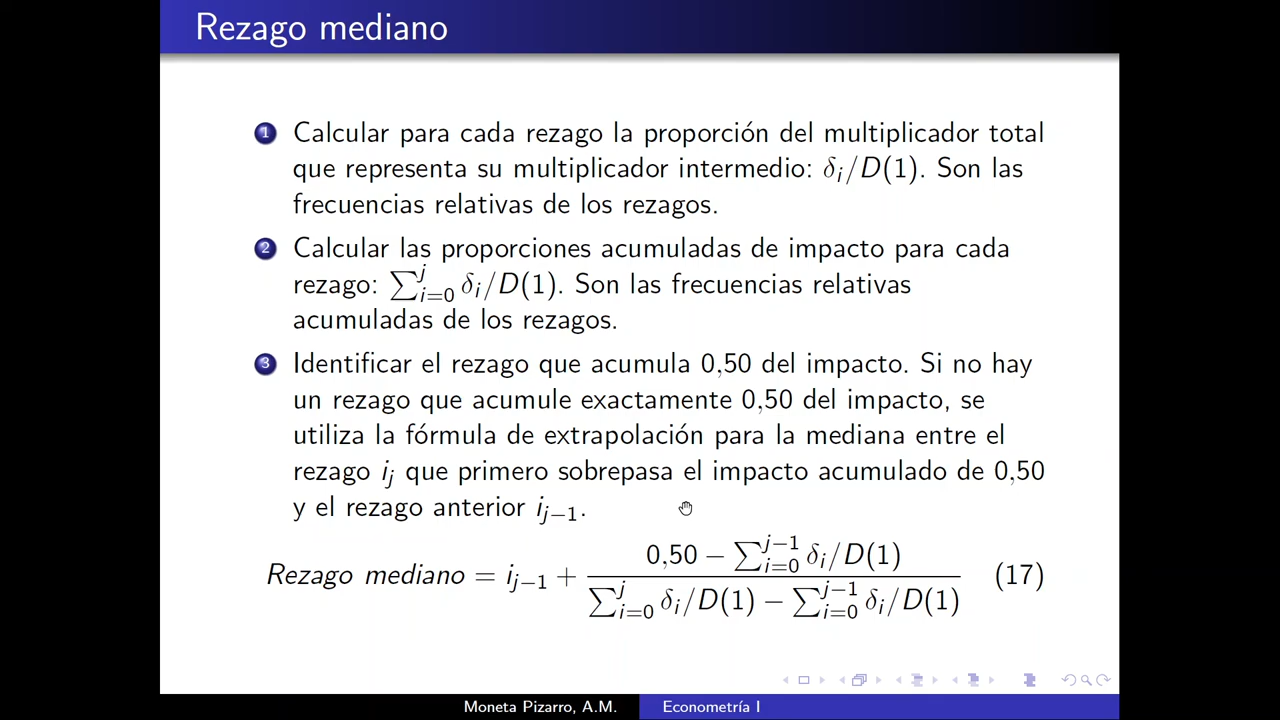 Rezago mediano
1 Calcular para cada rezago la proporción del multiplicador total
que representa su multiplicador intermedio: δ_i/D(1). Son las
frecuencias relativas de los rezagos.
2 Calcular las proporciones acumuladas de impacto para cada
rezago: ∑_{i=0}^{j} δ_i/D(1). Son las frecuencias relativas
acumuladas de los rezagos.
3 Identificar el rezago que acumula 0,50 del impacto. Si no hay
un rezago que acumule exactamente 0,50 del impacto, se
utiliza la fórmula de extrapolación para la mediana entre el
rezago i_j que primero sobrepasa el impacto acumulado de 0,50
y el rezago anterior i_{j−1}.
Rezago mediano = i_{j−1} + \frac{0,50 − ∑_{i=0}^{j−1} δ_i/D(1)}{∑_{i=0}^{j} δ_i/D(1) − ∑_{i=0}^{j−1} δ_i/D(1)} (17)
Moneta Pizarro, A.M. Econometría I